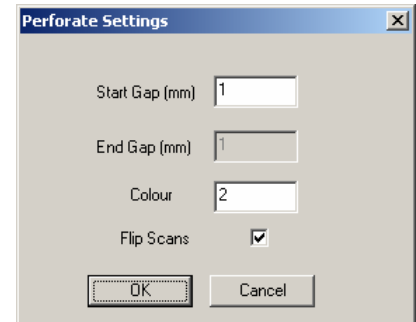 Perforate Settings
Start Gap (mm) 1
End Gap (mm) 1
Colour 2
Flip Scans
OK Cancel